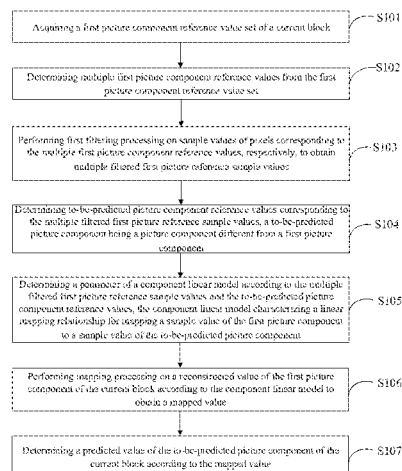 Acquiring a first picture component reference value set of a current block
S101
Determining multiple first picture component reference values from the first
picture component reference value set
S102
Performing first filtering processing on sample values of pixels corresponding to
the multiple first picture component reference values, respectively, to obtain
multiple filtered first picture reference sample values
S103
Determining to-be-predicted picture component reference values corresponding to
the multiple filtered first picture reference sample values, a to-be-predicted
picture component being a picture component different from a first picture
component
S104
Determining a parameter of a component linear model according to the multiple
filtered first picture reference sample values and the to-be-predicted picture
component reference values, the component linear model characterizing a linear
mapping relationship for mapping a sample value of the first picture component
to a sample value of the to-be-predicted picture component
S105
Performing mapping processing on a reconstructed value of the first picture
component of the current block according to the component linear model to
obtain a mapped value
S106
Determining a predicted value of the to-be-predicted picture component of the
current block according to the mapped value
S107